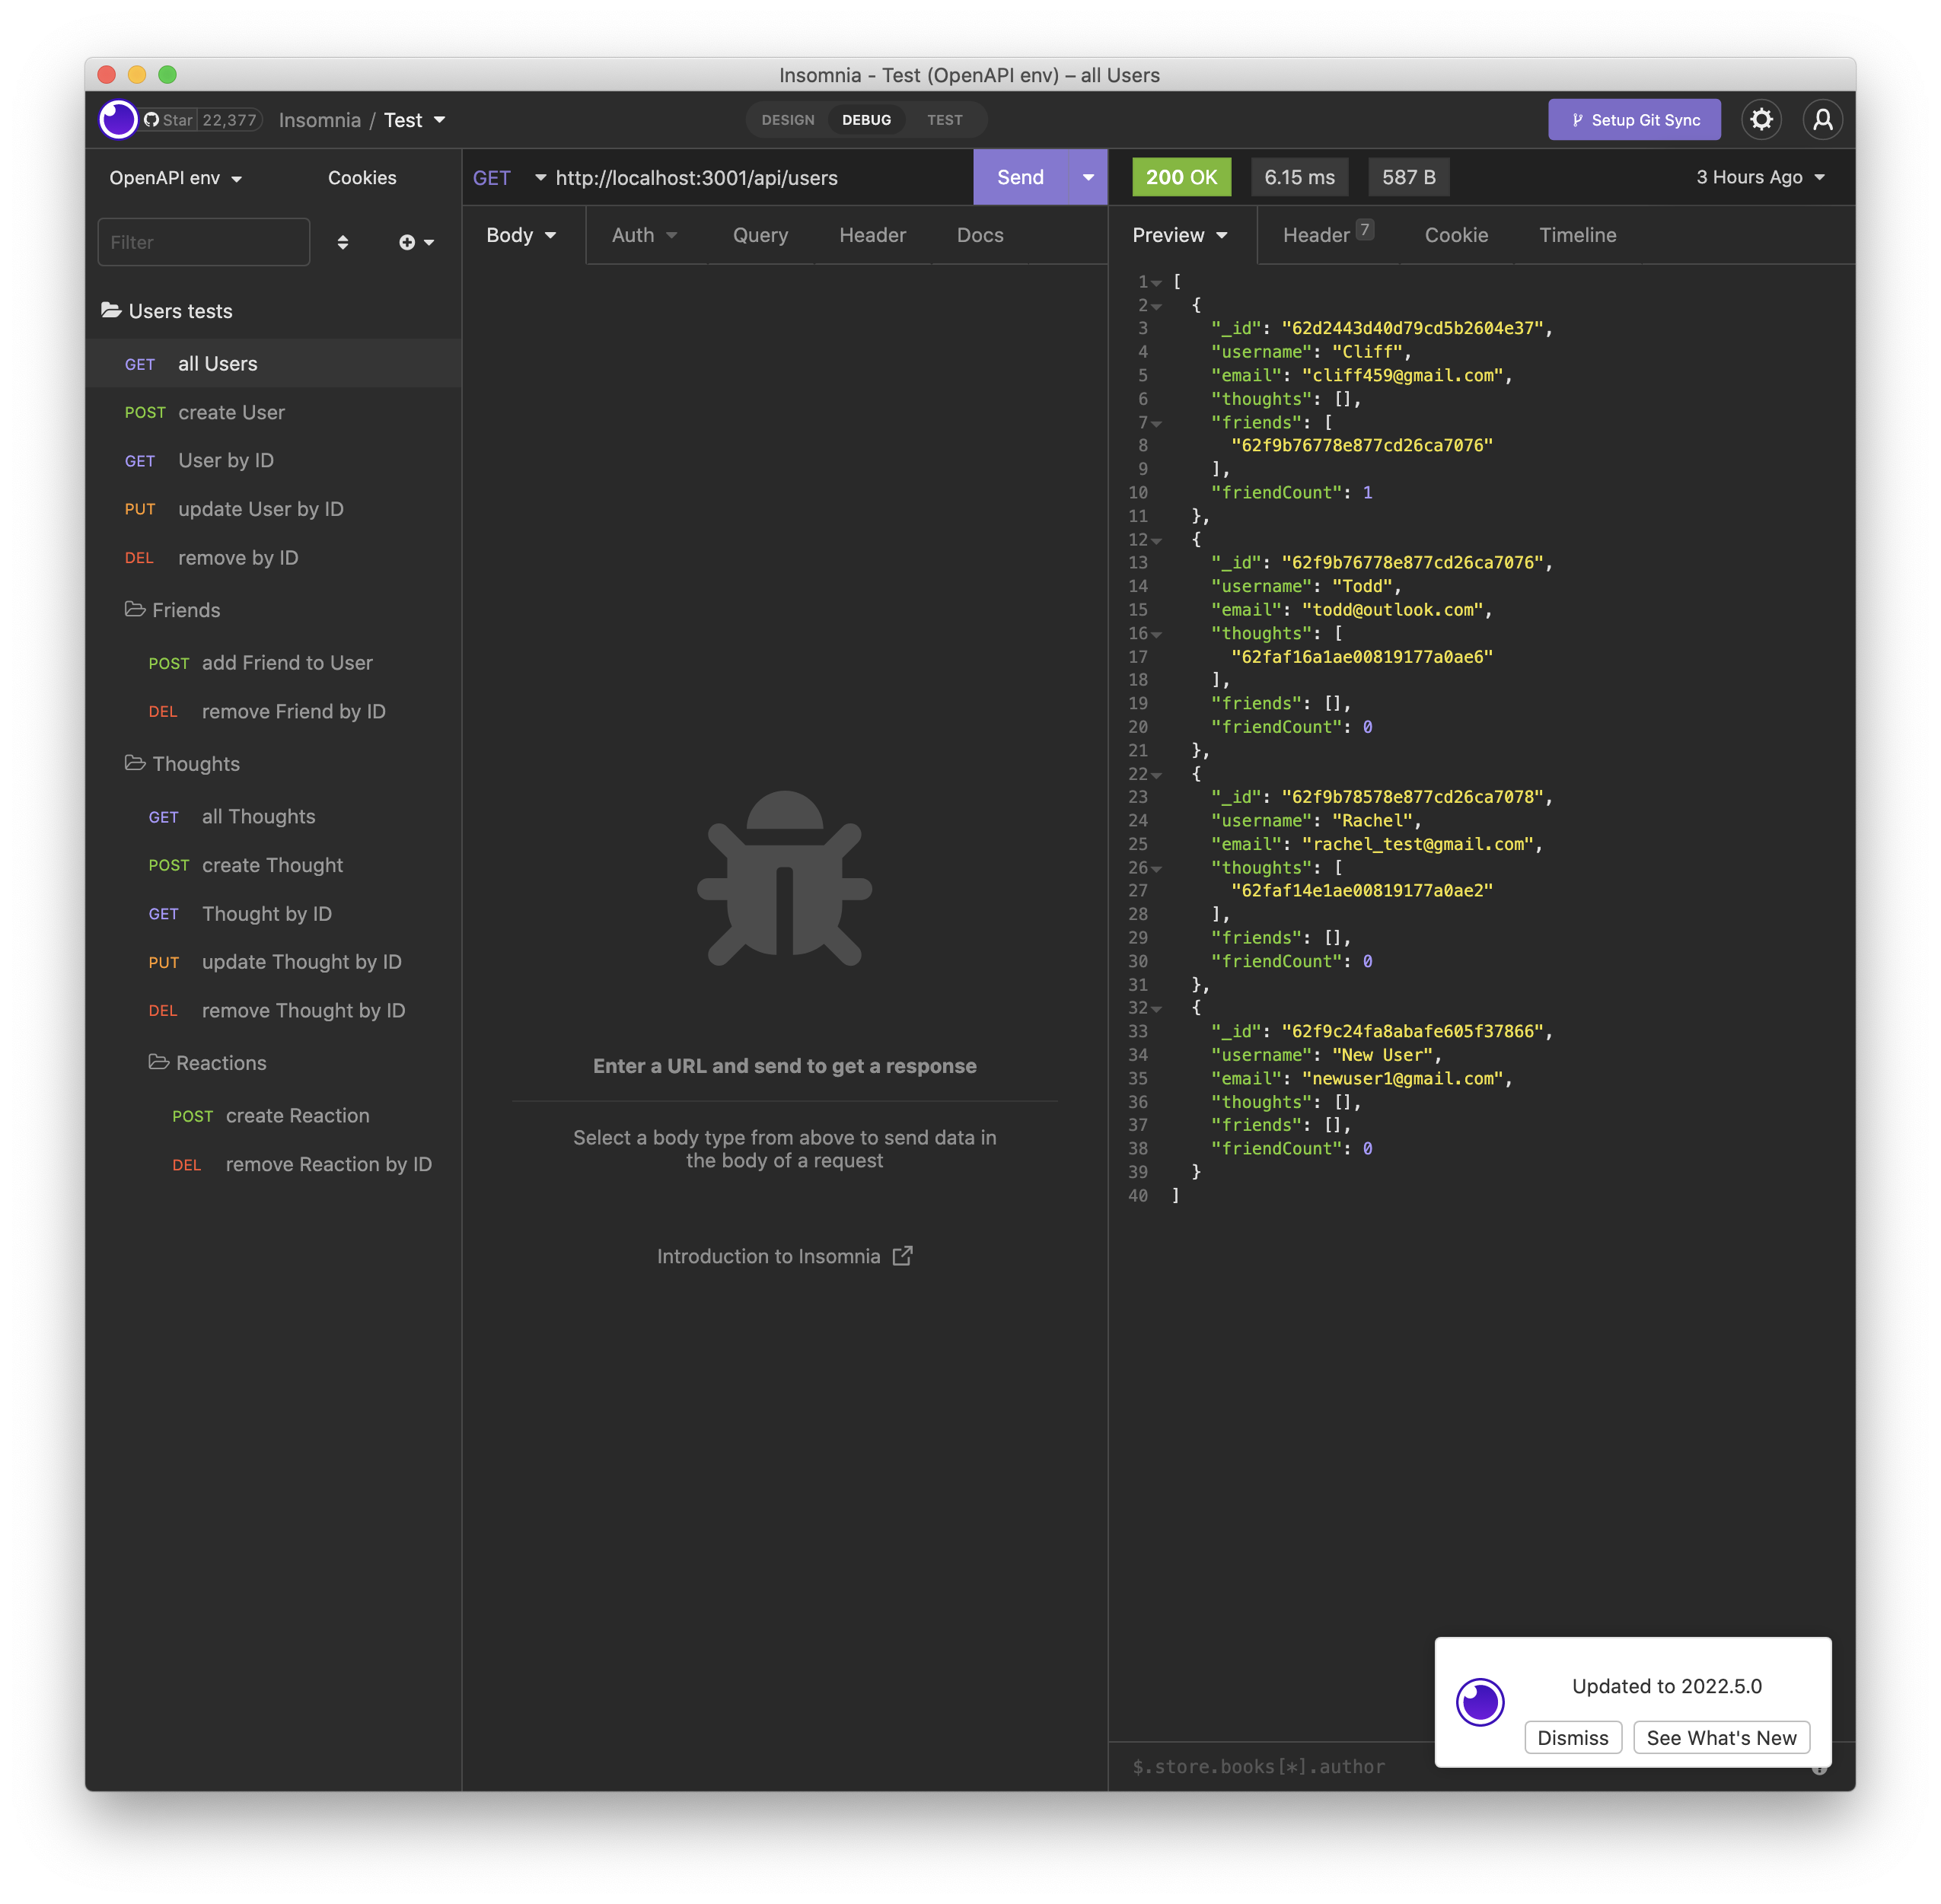 Insomnia - Test (OpenAPI env) – all Users
Star 22,377
Insomnia / Test
DESIGN DEBUG TEST
Setup Git Sync
OpenAPI env
Cookies
Filter
Users tests
GET all Users
POST create User
GET User by ID
PUT update User by ID
DEL remove by ID
Friends
POST add Friend to User
DEL remove Friend by ID
Thoughts
GET all Thoughts
POST create Thought
GET Thought by ID
PUT update Thought by ID
DEL remove Thought by ID
Reactions
POST create Reaction
DEL remove Reaction by ID
GET http://localhost:3001/api/users Send
Body Auth Query Header Docs
Enter a URL and send to get a response
Select a body type from above to send data in
the body of a request
Introduction to Insomnia
200 OK 6.15 ms 587 B 3 Hours Ago
Preview Header 7 Cookie Timeline
1 [
2 {
3 "_id": "62d2443d40d79cd5b2604e37",
4 "username": "Cliff",
5 "email": "cliff459@gmail.com",
6 "thoughts": [],
7 "friends": [
8 "62f9b76778e877cd26ca7076"
9 ],
10 "friendCount": 1
11 },
12 {
13 "_id": "62f9b76778e877cd26ca7076",
14 "username": "Todd",
15 "email": "todd@outlook.com",
16 "thoughts": [
17 "62faf16a1ae00819177a0ae6"
18 ],
19 "friends": [],
20 "friendCount": 0
21 },
22 {
23 "_id": "62f9b78578e877cd26ca7078",
24 "username": "Rachel",
25 "email": "rachel_test@gmail.com",
26 "thoughts": [
27 "62faf14e1ae00819177a0ae2"
28 ],
29 "friends": [],
30 "friendCount": 0
31 },
32 {
33 "_id": "62f9c24fa8abafe605f37866",
34 "username": "New User",
35 "email": "newuser1@gmail.com",
36 "thoughts": [],
37 "friends": [],
38 "friendCount": 0
39 }
40 ]
Updated to 2022.5.0
Dismiss See What's New
$.store.books[*].author